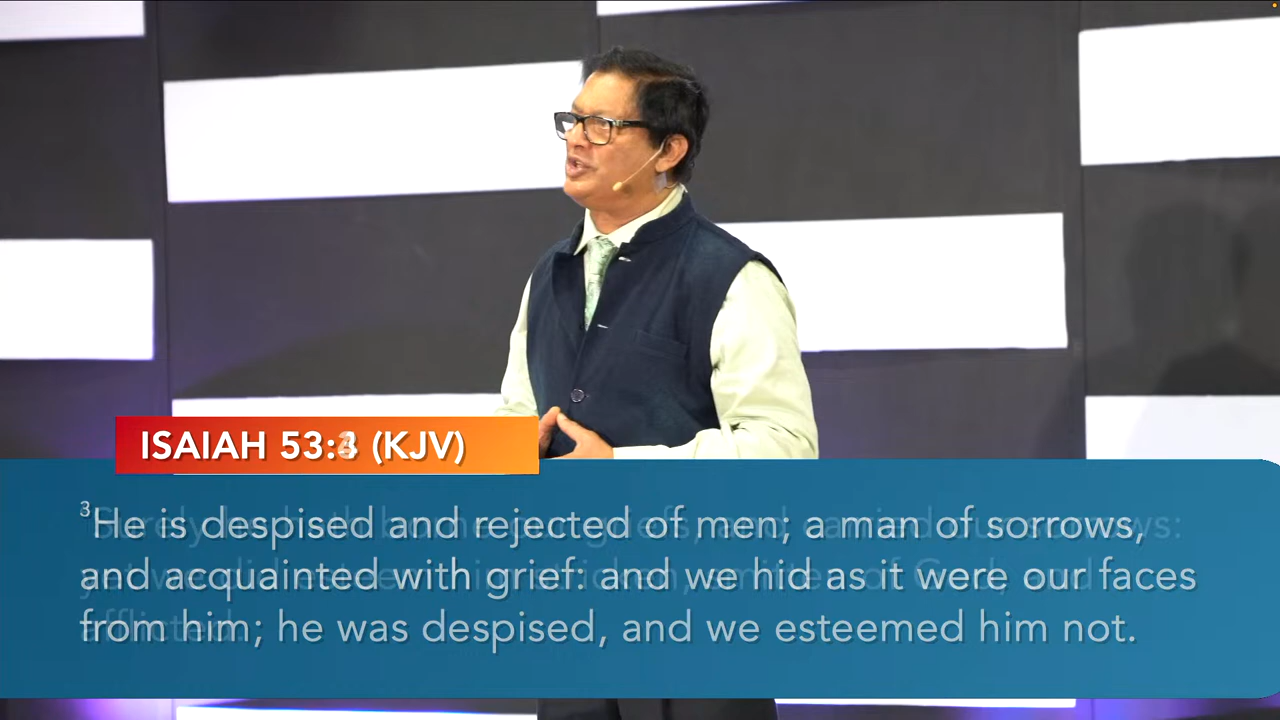 ISAIAH 53:3 (KJV)
³He is despised and rejected of men; a man of sorrows,
and acquainted with grief: and we hid as it were our faces
from him; he was despised, and we esteemed him not.